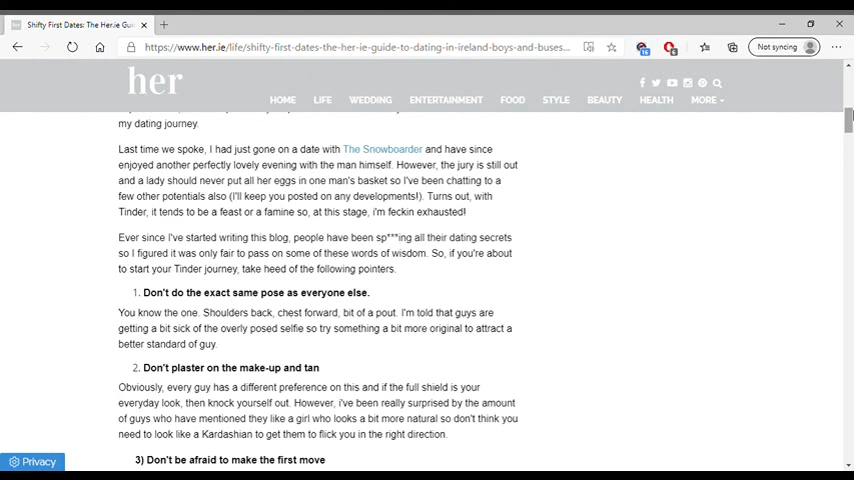 her Shifty First Dates: The Her.ie Gui
https://www.her.ie/life/shifty-first-dates-the-her-ie-guide-to-dating-in-ireland-boys-and-buses...
16
6
Not syncing
her
HOME LIFE WEDDING ENTERTAINMENT FOOD STYLE BEAUTY HEALTH MORE
my dating journey.
Last time we spoke, I had just gone on a date with The Snowboarder and have since
enjoyed another perfectly lovely evening with the man himself. However, the jury is still out
and a lady should never put all her eggs in one man's basket so I've been chatting to a
few other potentials also (I'll keep you posted on any developments!). Turns out, with
Tinder, it tends to be a feast or a famine so, at this stage, i'm feckin exhausted!
Ever since I've started writing this blog, people have been sp***ing all their dating secrets
so I figured it was only fair to pass on some of these words of wisdom. So, if you're about
to start your Tinder journey, take heed of the following pointers.
1. Don't do the exact same pose as everyone else.
You know the one. Shoulders back, chest forward, bit of a pout. I'm told that guys are
getting a bit sick of the overly posed selfie so try something a bit more original to attract a
better standard of guy.
2. Don't plaster on the make-up and tan
Obviously, every guy has a different preference on this and if the full shield is your
everyday look, then knock yourself out. However, i've been really surprised by the amount
of guys who have mentioned they like a girl who looks a bit more natural so don't think you
need to look like a Kardashian to get them to flick you in the right direction.
3) Don't be afraid to make the first move
Privacy